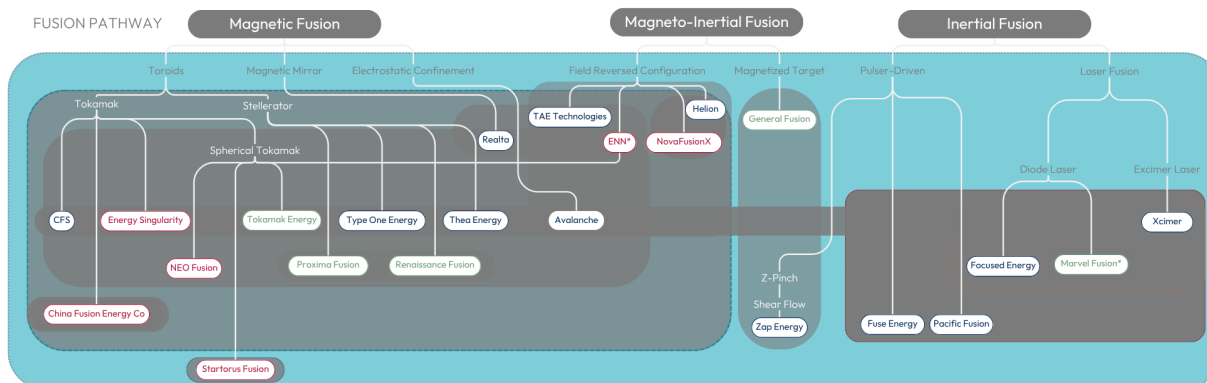 FUSION PATHWAY
Magnetic Fusion
Magneto-Inertial Fusion
Inertial Fusion
Toroids
Magnetic Mirror
Electrostatic Confinement
Field Reversed Configuration
Magnetized Target
Pulser-Driven
Laser Fusion
Tokamak
Stellerator
TAE Technologies
Helion
General Fusion
Realta
ENN*
NovaFusionX
Spherical Tokamak
Diode Laser
Excimer Laser
CFS
Energy Singularity
Tokamak Energy
Type One Energy
Thea Energy
Avalanche
Xcimer
NEO Fusion
Proxima Fusion
Renaissance Fusion
Focused Energy
Marvel Fusion*
Z-Pinch
Shear Flow
China Fusion Energy Co
Zap Energy
Fuse Energy
Pacific Fusion
Startorus Fusion